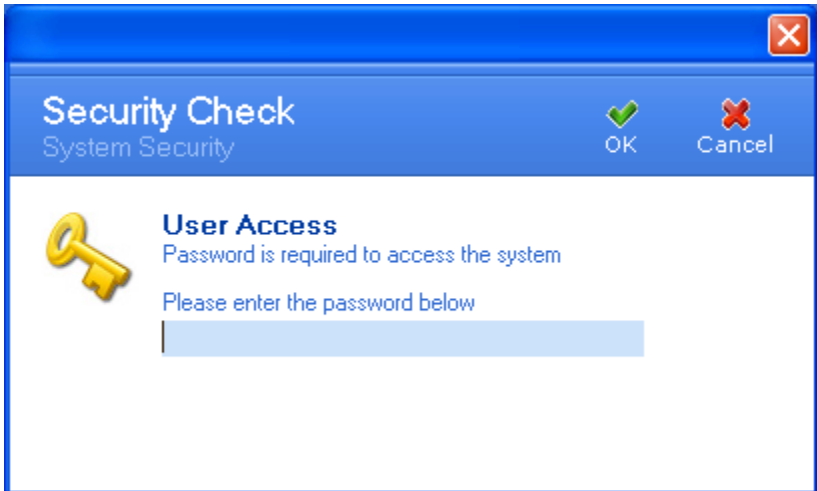 Security Check
System Security
OK
Cancel
User Access
Password is required to access the system
Please enter the password below